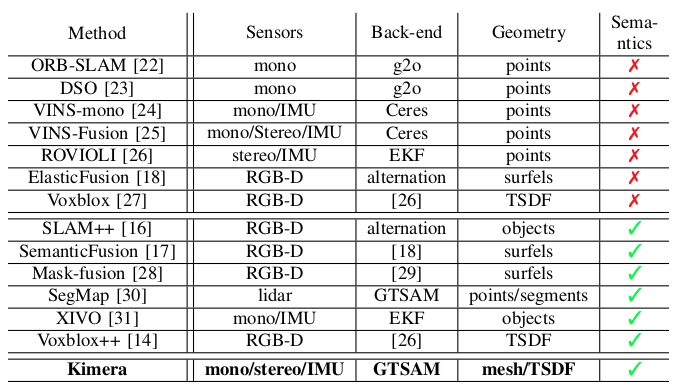 Method Sensors Back-end Geometry Sema-
ntics
ORB-SLAM [22] mono g2o points ✗
DSO [23] mono g2o points ✗
VINS-mono [24] mono/IMU Ceres points ✗
VINS-Fusion [25] mono/Stereo/IMU Ceres points ✗
ROVIOLI [26] stereo/IMU EKF points ✗
ElasticFusion [18] RGB-D alternation surfels ✗
Voxblox [27] RGB-D [26] TSDF ✗
SLAM++ [16] RGB-D alternation objects ✓
SemanticFusion [17] RGB-D [18] surfels ✓
Mask-fusion [28] RGB-D [29] surfels ✓
SegMap [30] lidar GTSAM points/segments ✓
XIVO [31] mono/IMU EKF objects ✓
Voxblox++ [14] RGB-D [26] TSDF ✓
Kimera mono/stereo/IMU GTSAM mesh/TSDF ✓